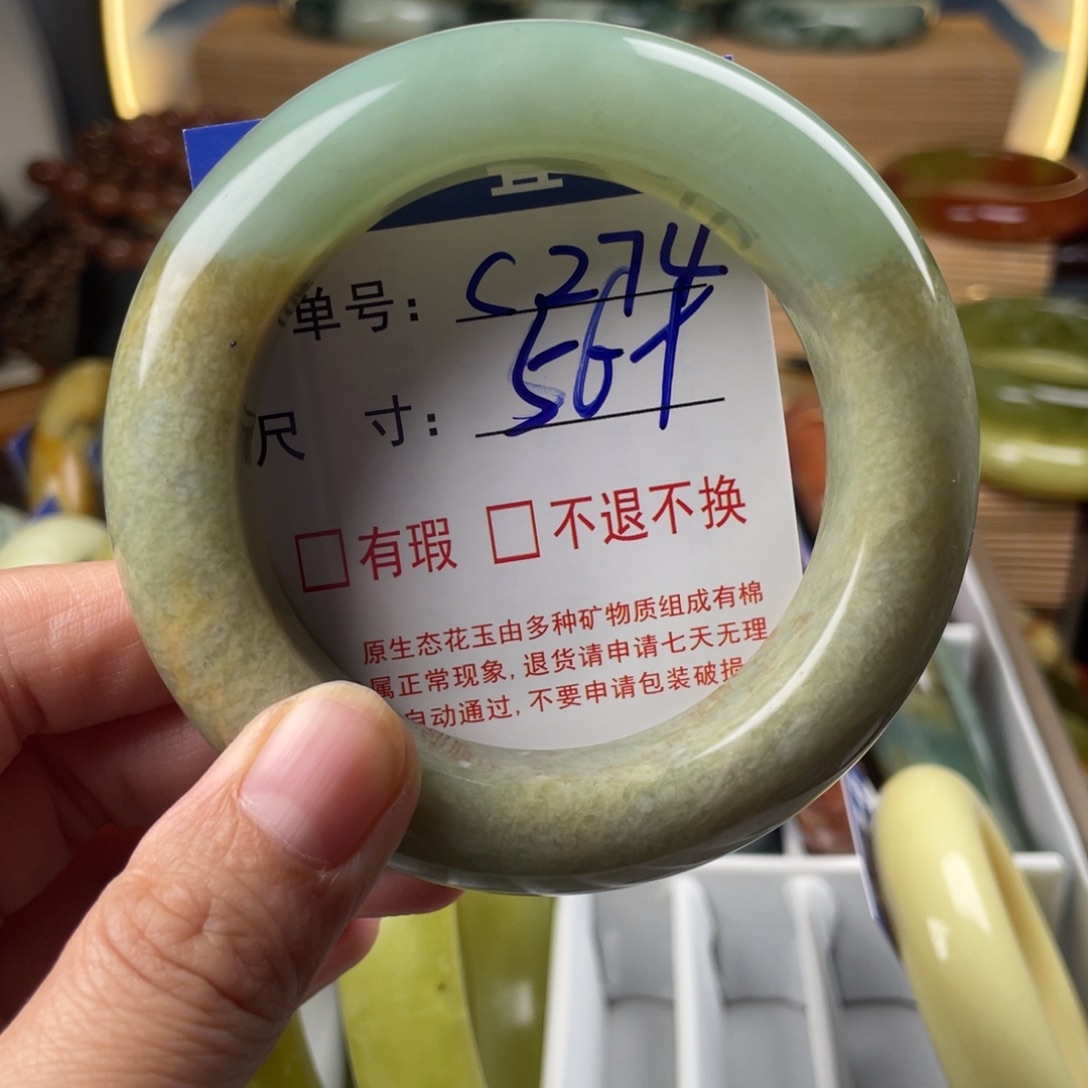 单号： C274
尺 寸： 561
□有瑕 □不退不换
原生态花玉由多种矿物质组成有棉
属正常现象，退货请申请七天无理
自动通过，不要申请包装破损